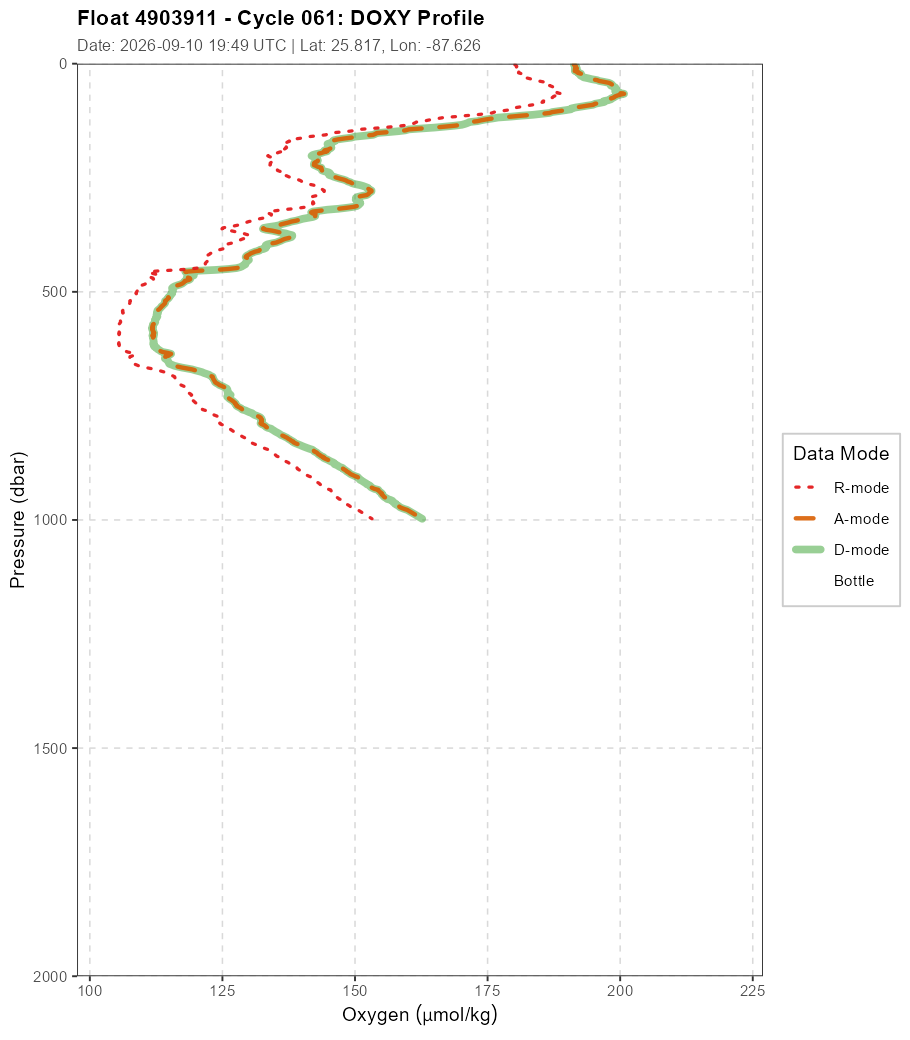 Float 4903911 - Cycle 061: DOXY Profile
Date: 2026-09-10 19:49 UTC | Lat: 25.817, Lon: -87.626
0
500
1000
1500
2000
Pressure (dbar)
100 125 150 175 200 225
Oxygen (µmol/kg)
Data Mode
R-mode
A-mode
D-mode
Bottle